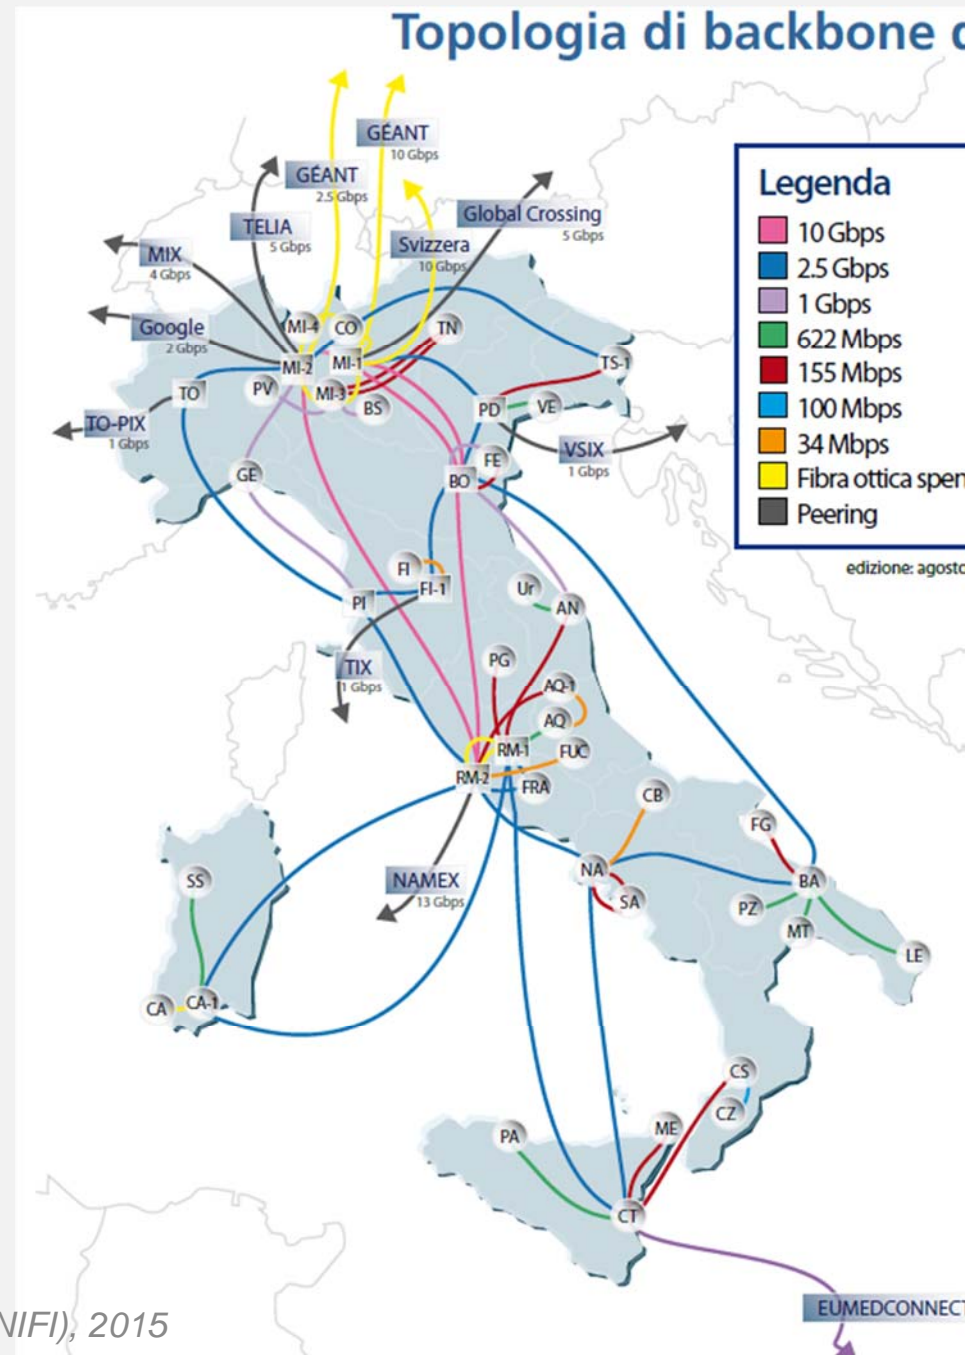 Topologia di backbone d
GÉANT
10 Gbps
GÉANT
2.5 Gbps
TELIA
5 Gbps
Global Crossing
5 Gbps
Svizzera
10 Gbps
MIX
4 Gbps
Google
2 Gbps
TO-PIX
1 Gbps
MI-4
CO
TN
MI-2
MI-1
TS-1
TO
PV
MI-3
BS
PD
VE
VSIX
1 Gbps
GE
FE
BO
FI
FI-1
PI
Ur
AN
TIX
1 Gbps
PG
AQ-1
AQ
RM-1
FUC
RM-2
FRA
CB
FG
NAMEX
13 Gbps
NA
SA
BA
PZ
MT
LE
SS
CA
CA-1
CS
CZ
PA
ME
CT
EUMEDCONNECT
Legenda
10 Gbps
2.5 Gbps
1 Gbps
622 Mbps
155 Mbps
100 Mbps
34 Mbps
Fibra ottica spen
Peering
edizione: agosto
NIFI), 2015